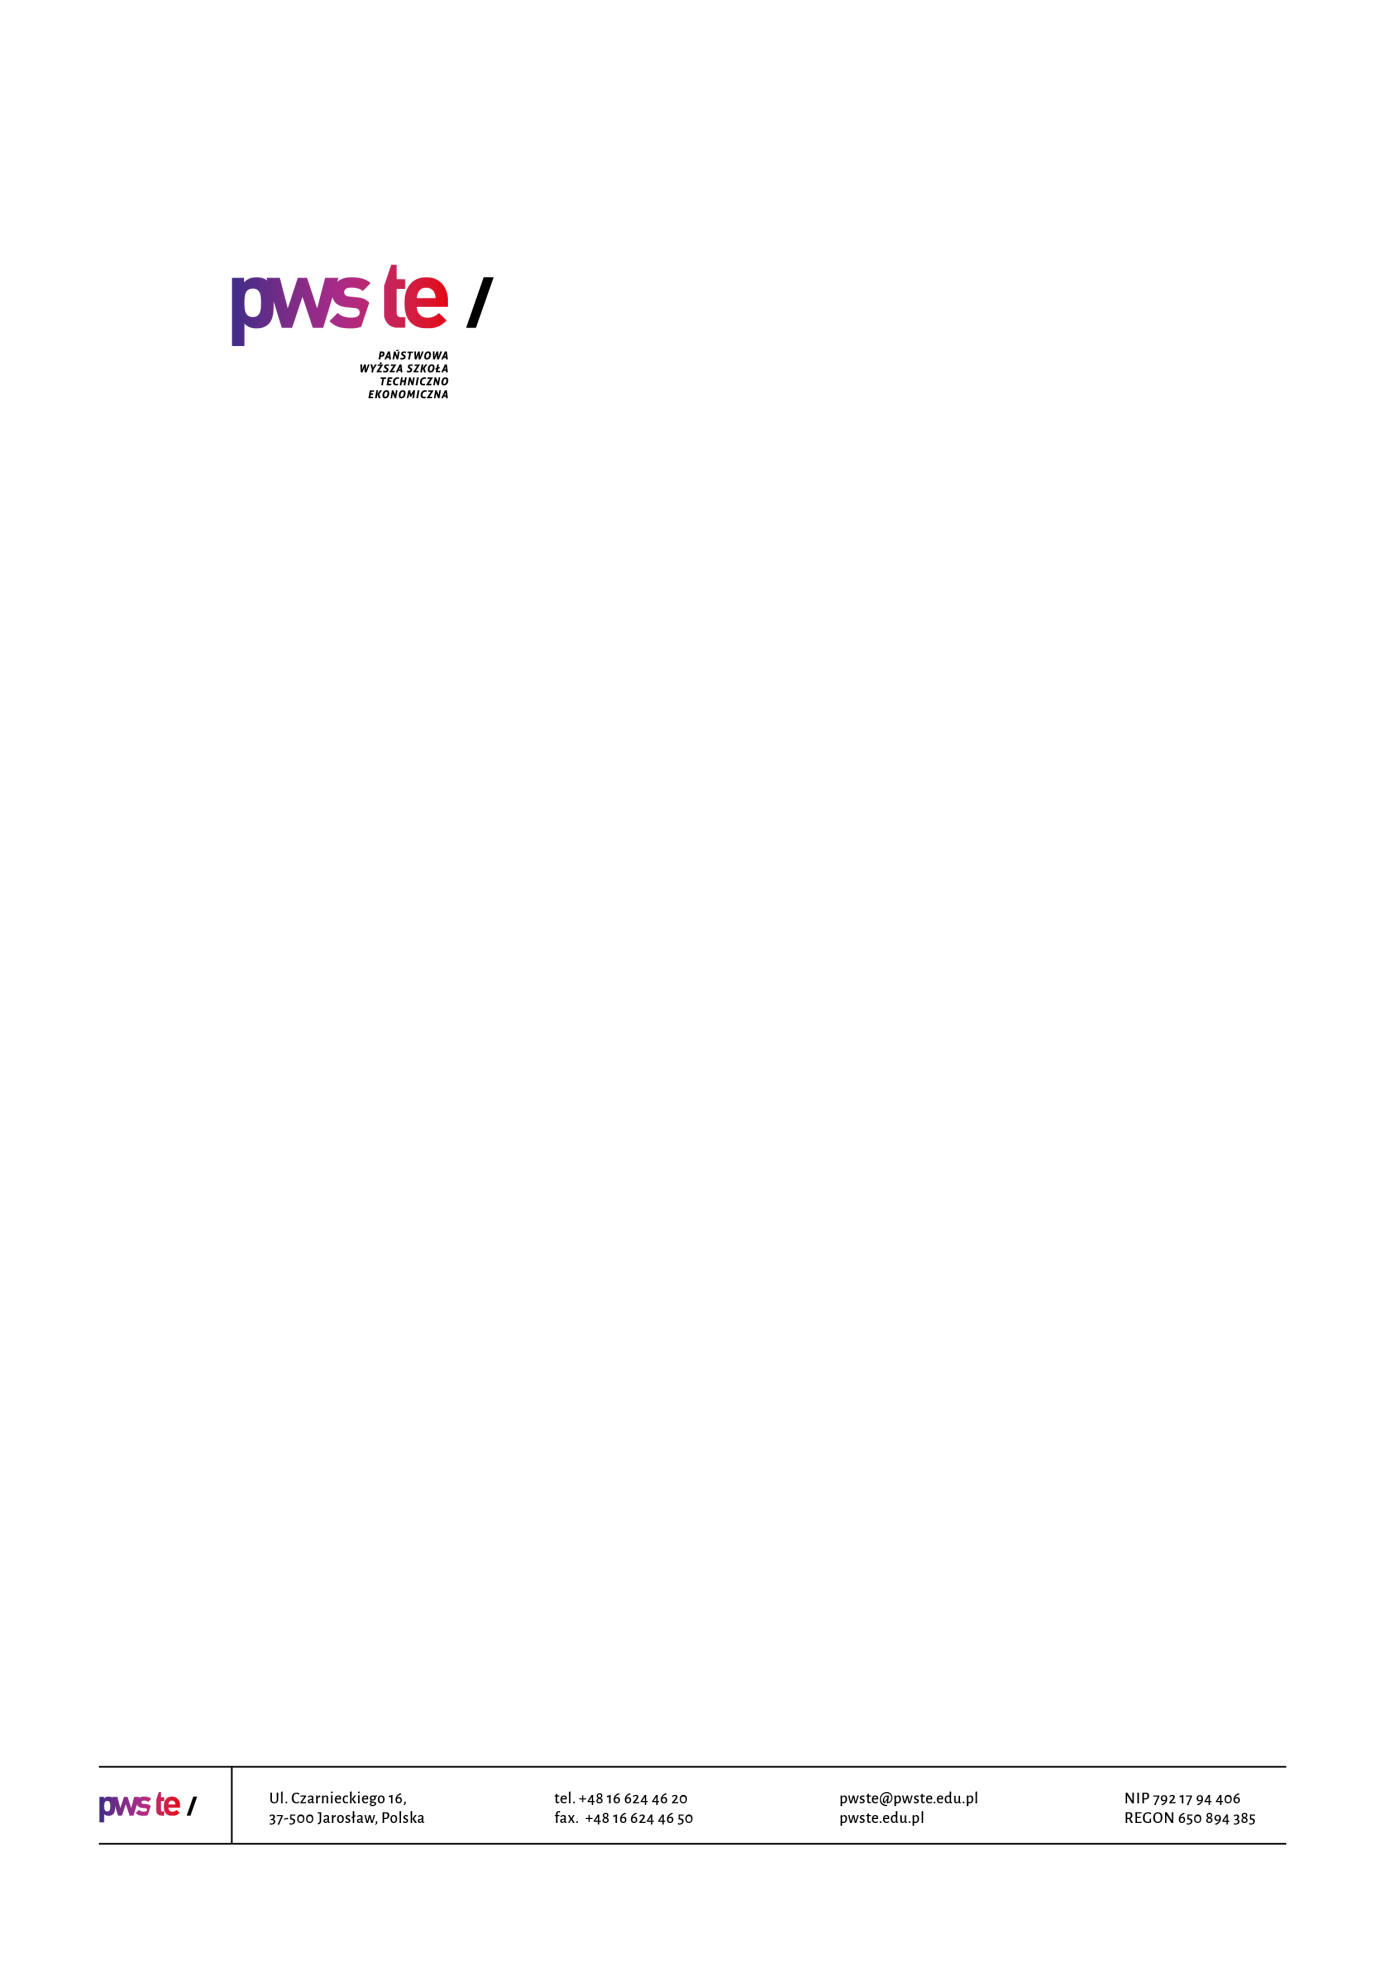 pwste /
PAŃSTWOWA
WYŻSZA SZKOŁA
TECHNICZNO
EKONOMICZNA
pwste /
Ul. Czarnieckiego 16,
37-500 Jarosław, Polska
tel. +48 16 624 46 20
fax. +48 16 624 46 50
pwste@pwste.edu.pl
pwste.edu.pl
NIP 792 17 94 406
REGON 650 894 385